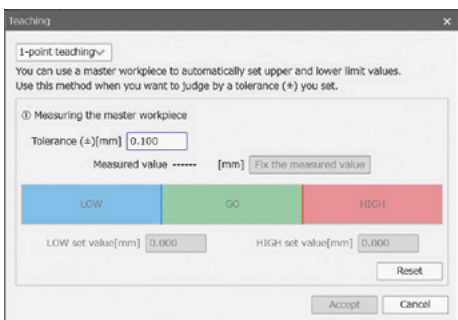 Teaching
1-point teaching
You can use a master workpiece to automatically set upper and lower limit values.
Use this method when you want to judge by a tolerance (±) you set.
① Measuring the master workpiece
Tolerance (±)[mm] 0.100
Measured value ------ [mm] Fix the measured value
LOW GO HIGH
LOW set value[mm] 0.000 HIGH set value[mm] 0.000
Reset
Accept Cancel